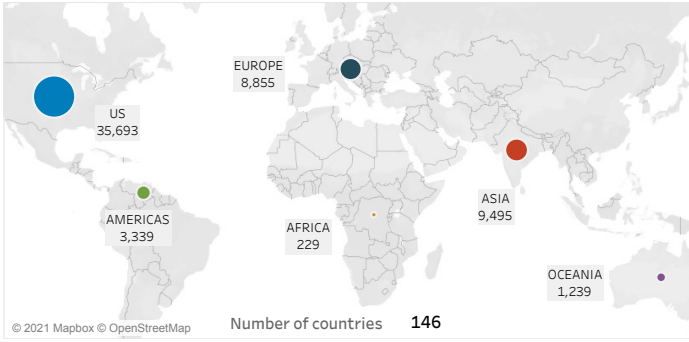 EUROPE
8,855
US
35,693
ASIA
9,495
AMERICAS
3,339
AFRICA
229
OCEANIA
1,239
© 2021 Mapbox © OpenStreetMap
Number of countries 146